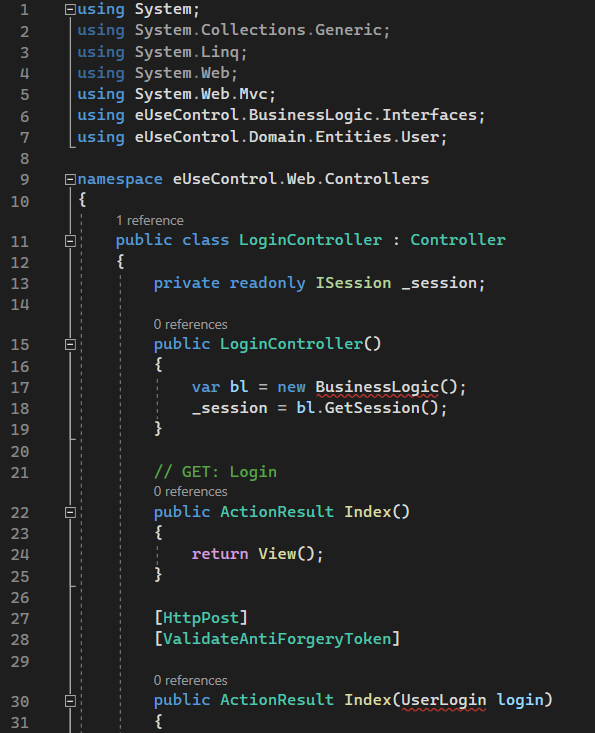 1 using System;
2 using System.Collections.Generic;
3 using System.Linq;
4 using System.Web;
5 using System.Web.Mvc;
6 using eUseControl.BusinessLogic.Interfaces;
7 using eUseControl.Domain.Entities.User;
8
9 namespace eUseControl.Web.Controllers
10 {
1 reference
11 public class LoginController : Controller
12 {
13 private readonly ISession _session;
14
0 references
15 public LoginController()
16 {
17 var bl = new BusinessLogic();
18 _session = bl.GetSession();
19 }
20
21 // GET: Login
0 references
22 public ActionResult Index()
23 {
24 return View();
25 }
26
27 [HttpPost]
28 [ValidateAntiForgeryToken]
29
0 references
30 public ActionResult Index(UserLogin login)
31 {